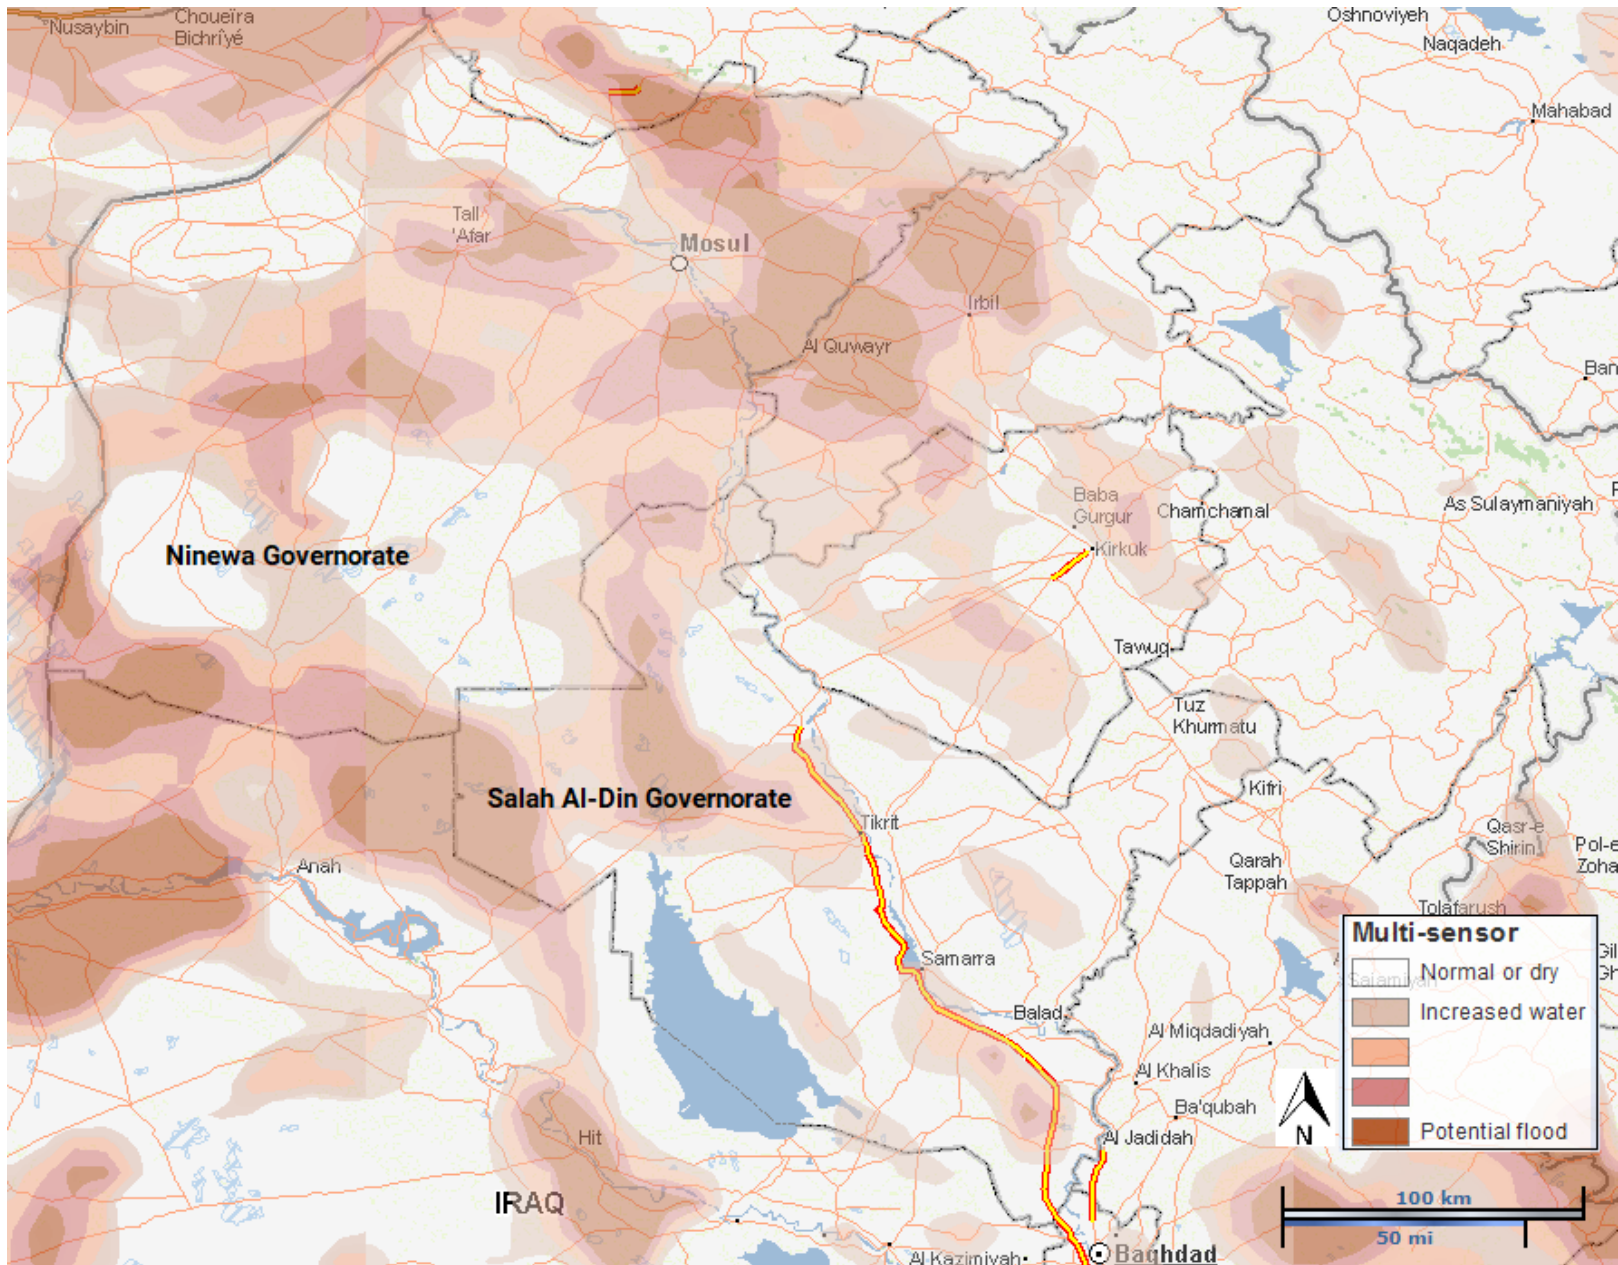 Nusaybin
Choueïra
Bichrîyé
Oshnoviyeh
Naqadeh
Mahabad
Tall
'Afar
Mosul
Irbil
Al Quwayr
Ban
Baba
Gurgur
Chamchamal
As Sulaymaniyah
Kirkuk
Ninewa Governorate
Tawuq
Tuz
Khurmatu
Kifri
Salah Al-Din Governorate
Tikrit
Qasr-e
Shirin
Pol-e
Zoha
Qarah
Tappah
Anah
Tolafarush
Samarra
Balad
Al Miqdadiyah
Al Khalis
Ba'qubah
Al Jadidah
Hit
IRAQ
Al Kazimiyah
Baghdad
Multi-sensor
Normal or dry
Increased water
Potential flood
Gil
Gh
N
100 km
50 mi